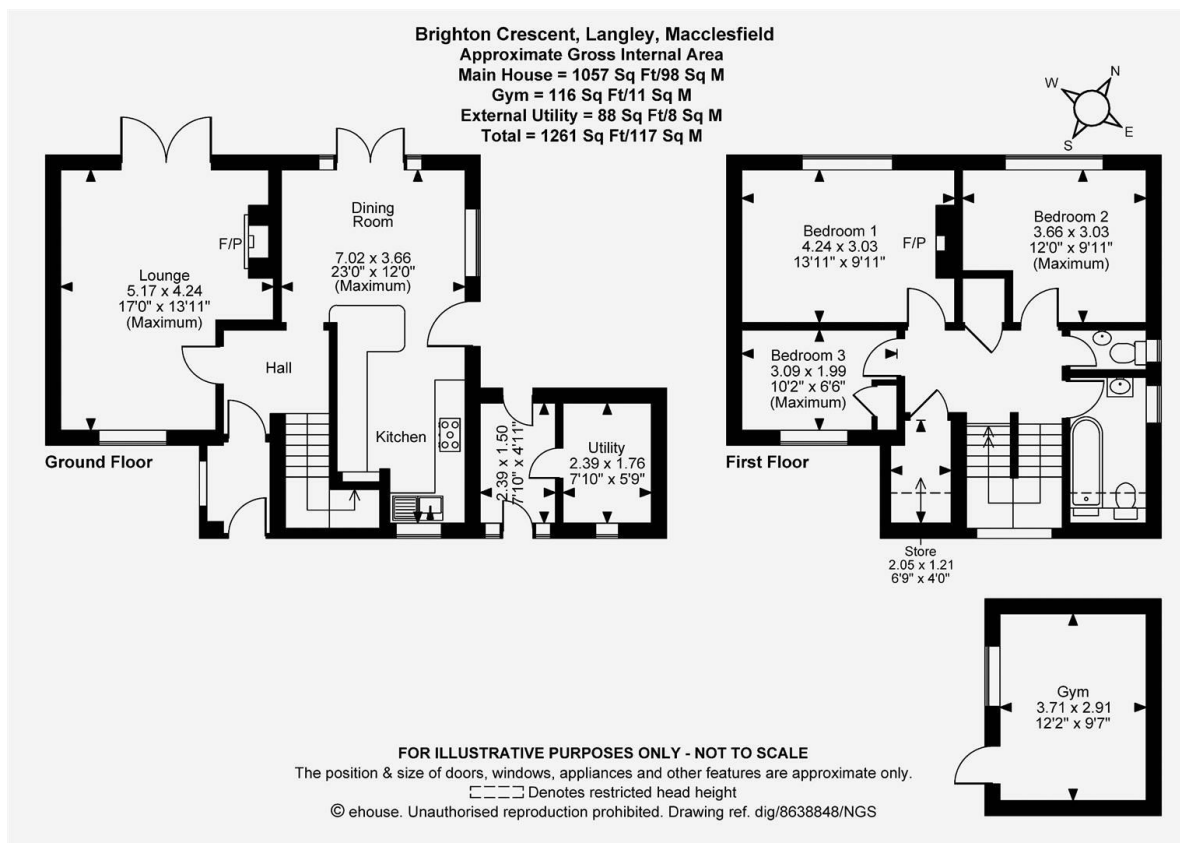 Brighton Crescent, Langley, Macclesfield
Approximate Gross Internal Area
Main House = 1057 Sq Ft/98 Sq M
Gym = 116 Sq Ft/11 Sq M
External Utility = 88 Sq Ft/8 Sq M
Total = 1261 Sq Ft/117 Sq M
N
W
E
S
Dining
Room
7.02 x 3.66
23'0" x 12'0"
(Maximum)
F/P
Lounge
5.17 x 4.24
17'0" x 13'11"
(Maximum)
Hall
Kitchen
2.39 x 1.50
7'10" x 4'11"
Utility
2.39 x 1.76
7'10" x 5'9"
Ground Floor
Bedroom 1
4.24 x 3.03
13'11" x 9'11"
F/P
Bedroom 2
3.66 x 3.03
12'0" x 9'11"
(Maximum)
Bedroom 3
3.09 x 1.99
10'2" x 6'6"
(Maximum)
First Floor
Store
2.05 x 1.21
6'9" x 4'0"
Gym
3.71 x 2.91
12'2" x 9'7"
FOR ILLUSTRATIVE PURPOSES ONLY - NOT TO SCALE
The position & size of doors, windows, appliances and other features are approximate only.
Denotes restricted head height
© ehouse. Unauthorised reproduction prohibited. Drawing ref. dig/8638848/NGS